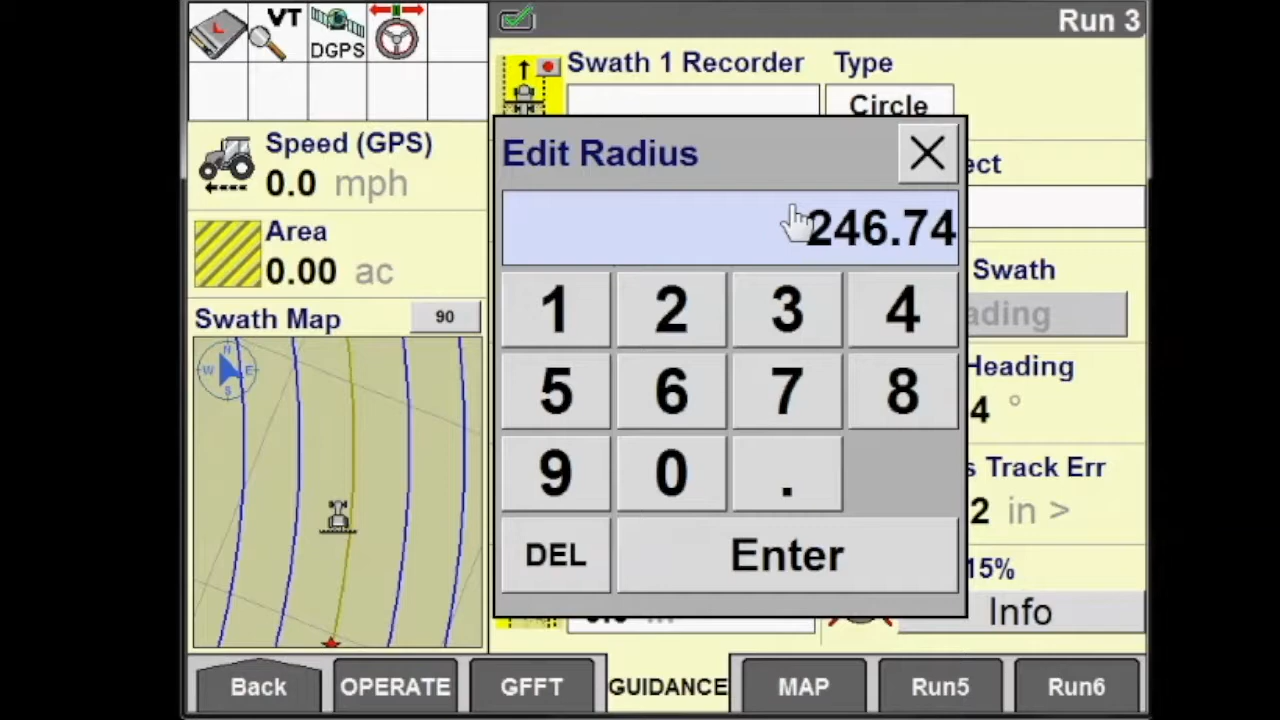 VT
DGPS
Run 3
Swath 1 Recorder
Type
Circle
Speed (GPS)
0.0 mph
Area
0.00 ac
Swath Map
90
N
W
E
S
Edit Radius
246.74
1
2
3
4
5
6
7
8
9
0
.
DEL
Enter
ect
Swath
ading
Heading
4 °
s Track Err
2 in >
15%
Info
Back
OPERATE
GFFT
GUIDANCE
MAP
Run5
Run6